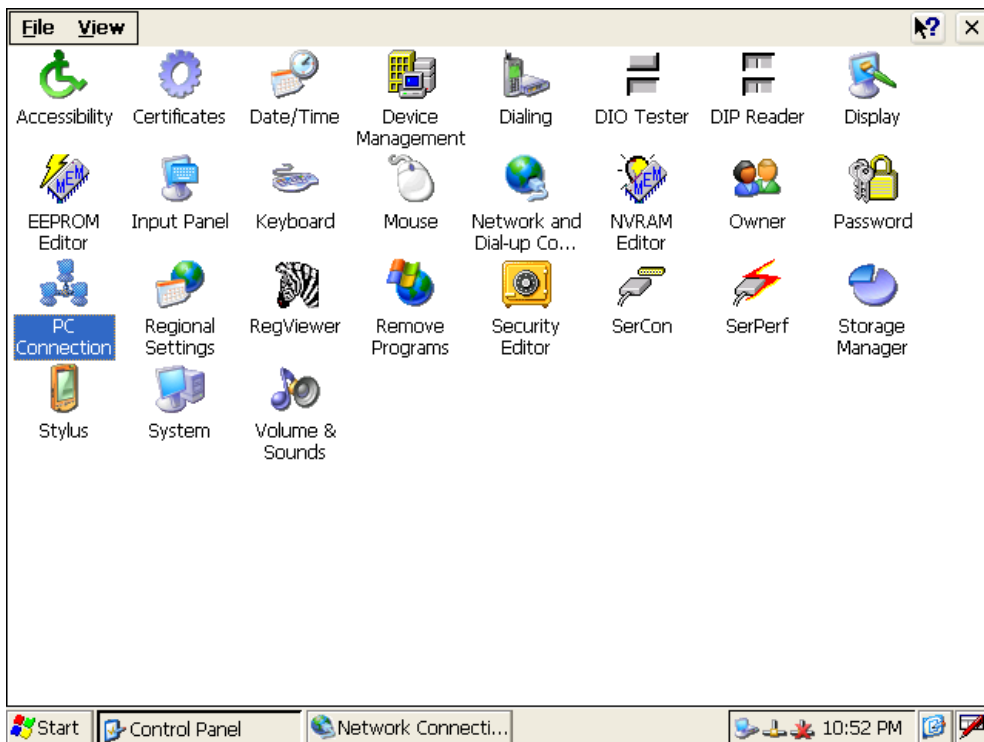 File View
Accessibility Certificates Date/Time Device Management Dialing DIO Tester DIP Reader Display
EEPROM Editor Input Panel Keyboard Mouse Network and Dial-up Co... NVRAM Editor Owner Password
PC Connection Regional Settings RegViewer Remove Programs Security Editor SerCon SerPerf Storage Manager
Stylus System Volume & Sounds
Start Control Panel Network Connecti... 10:52 PM